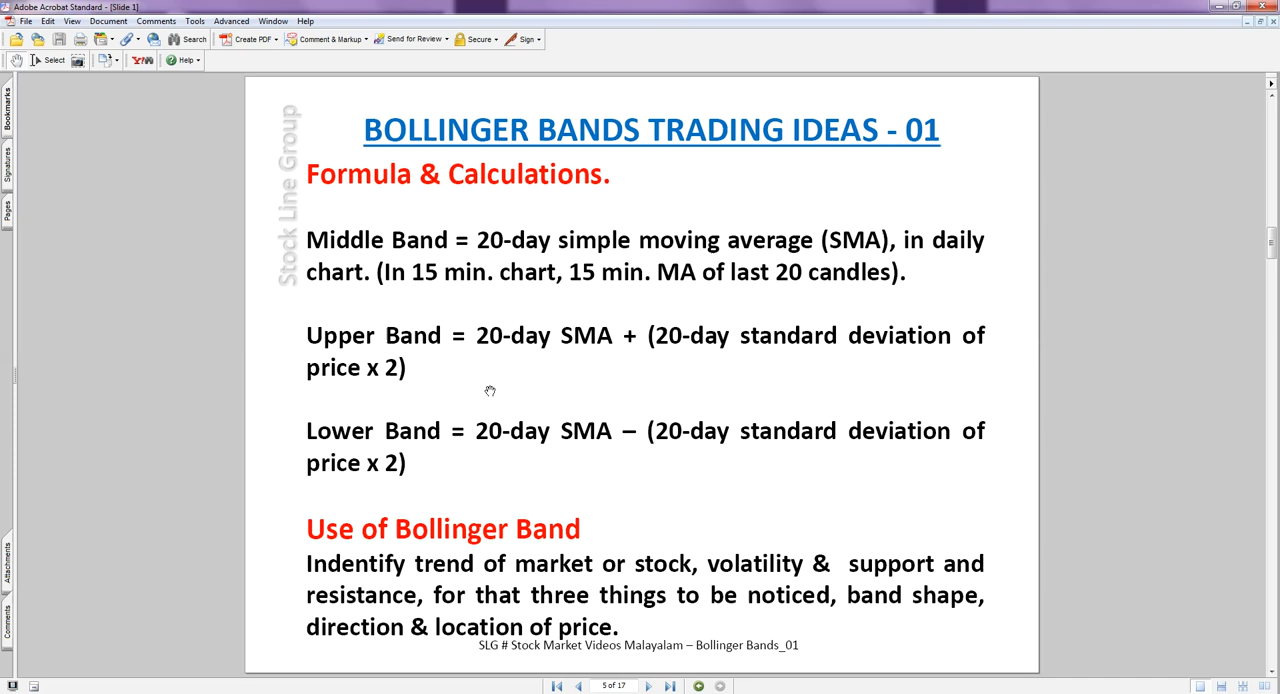 Adobe Acrobat Standard - [Slide 1]
File Edit View Document Comments Tools Advanced Window Help
Search Create PDF Comment & Markup Send for Review Secure Sign
Select Y! Help
Bookmarks
Signatures
Pages
Attachments
Comments
Stock Line Group
BOLLINGER BANDS TRADING IDEAS - 01
Formula & Calculations.
Middle Band = 20-day simple moving average (SMA), in daily
chart. (In 15 min. chart, 15 min. MA of last 20 candles).
Upper Band = 20-day SMA + (20-day standard deviation of
price x 2)
Lower Band = 20-day SMA – (20-day standard deviation of
price x 2)
Use of Bollinger Band
Indentify trend of market or stock, volatility & support and
resistance, for that three things to be noticed, band shape,
direction & location of price.
SLG # Stock Market Videos Malayalam – Bollinger Bands_01
5 of 17